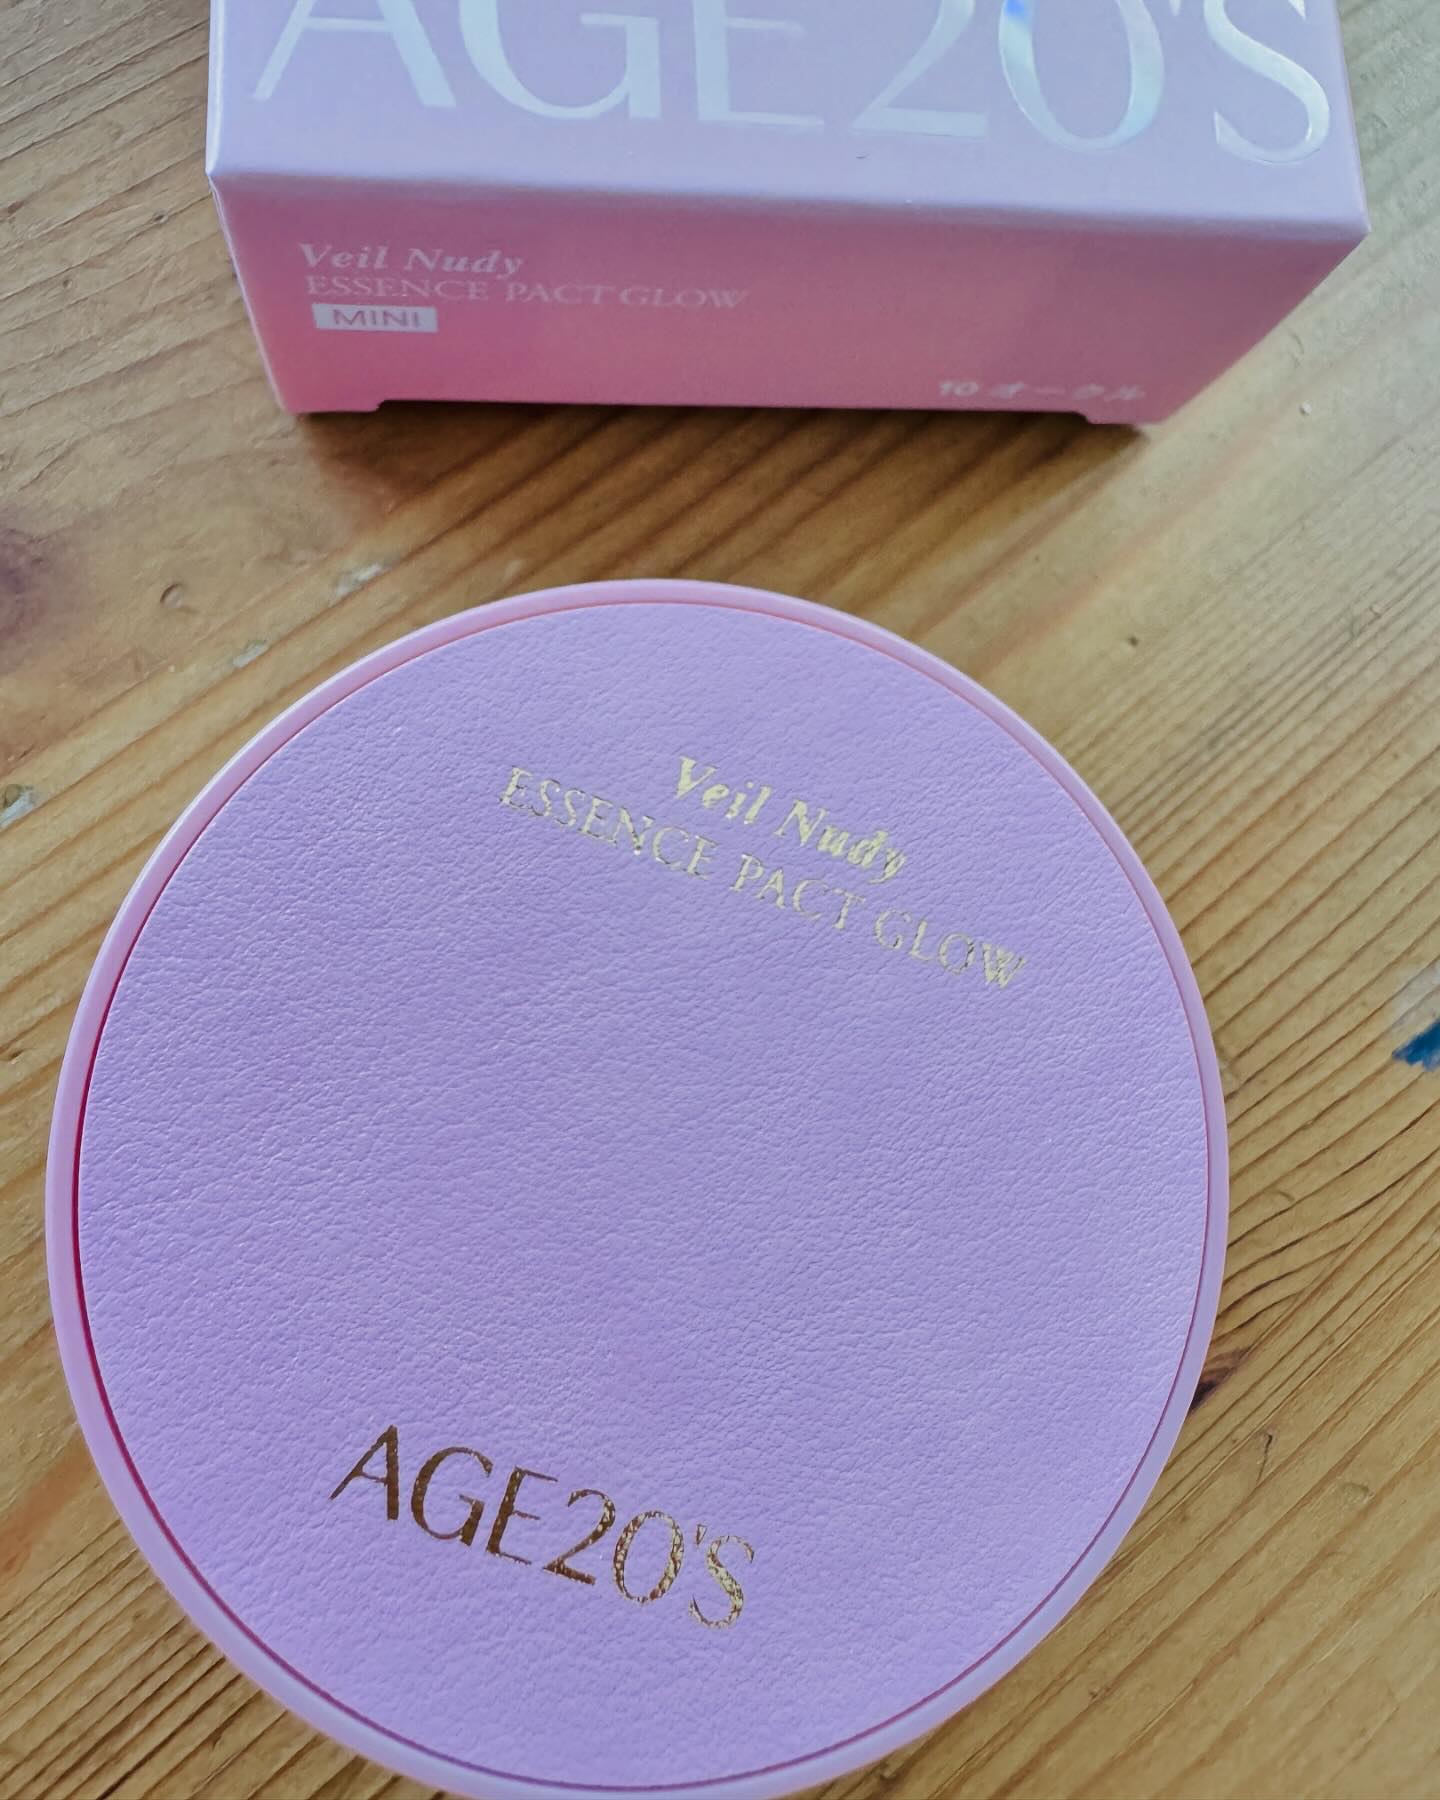 AGE20'S
Veil Nudy
ESSENCE PACT GLOW
MINI
10 オークル
Veil Nudy
ESSENCE PACT GLOW
AGE20'S